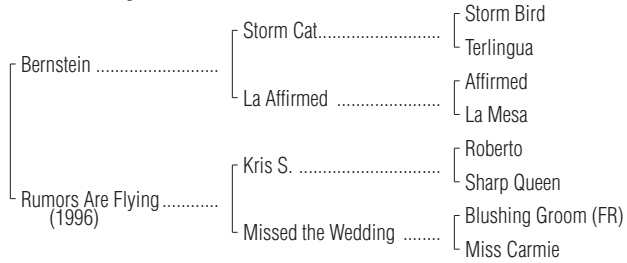 Storm Bird
Storm Cat........................
Terlingua
Bernstein ..........................
Affirmed
La Affirmed ......................
La Mesa
Roberto
Kris S. ..............................
Sharp Queen
Rumors Are Flying............
(1996)
Blushing Groom (FR)
Missed the Wedding ........
Miss Carmie